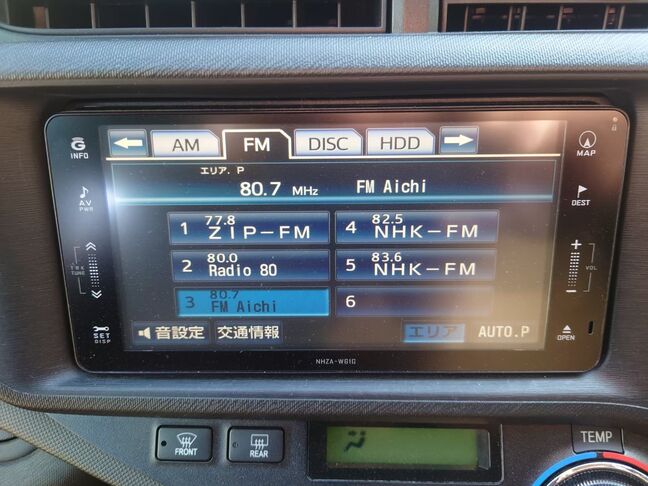 G
INFO
AV
PWR
TRK
TUNE
SET
DISP
AM FM DISC HDD
エリア. P
80.7 MHz FM Aichi
1 77.8 ZIP-FM
2 80.0 Radio 80
3 80.7 FM Aichi
4 82.5 NHK-FM
5 83.6 NHK-FM
6
音設定 交通情報 エリア AUTO.P
MAP
DEST
+
VOL
-
OPEN
NHZA-W61G
FRONT
REAR
TEMP